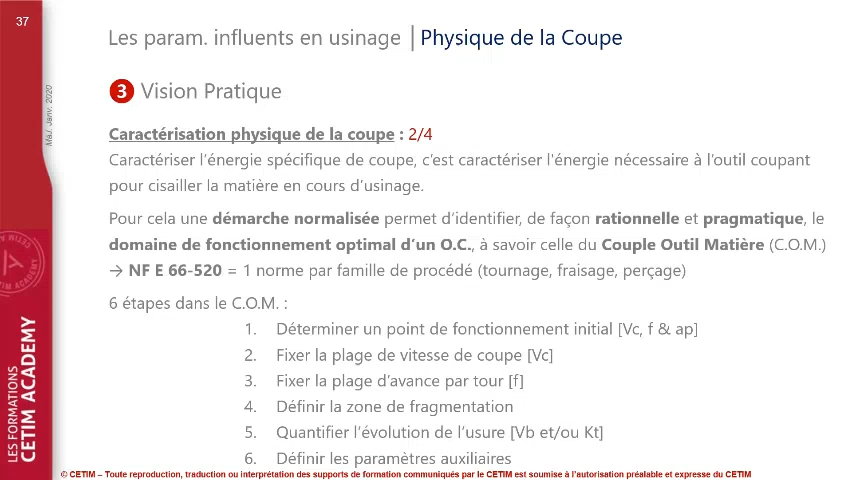 37
Les param. influents en usinage | Physique de la Coupe
3 Vision Pratique
Caractérisation physique de la coupe : 2/4
Caractériser l'énergie spécifique de coupe, c'est caractériser l'énergie nécessaire à l'outil coupant
pour cisailler la matière en cours d'usinage.
Pour cela une démarche normalisée permet d'identifier, de façon rationnelle et pragmatique, le
domaine de fonctionnement optimal d'un O.C., à savoir celle du Couple Outil Matière (C.O.M.)
→ NF E 66-520 = 1 norme par famille de procédé (tournage, fraisage, perçage)
6 étapes dans le C.O.M. :
1. Déterminer un point de fonctionnement initial [Vc, f & ap]
2. Fixer la plage de vitesse de coupe [Vc]
3. Fixer la plage d'avance par tour [f]
4. Définir la zone de fragmentation
5. Quantifier l'évolution de l'usure [Vb et/ou Kt]
6. Définir les paramètres auxiliaires
MàJ. Janv. 2020
LES FORMATIONS
CETIM ACADEMY
© CETIM – Toute reproduction, traduction ou interprétation des supports de formation communiqués par le CETIM est soumise à l'autorisation préalable et expresse du CETIM